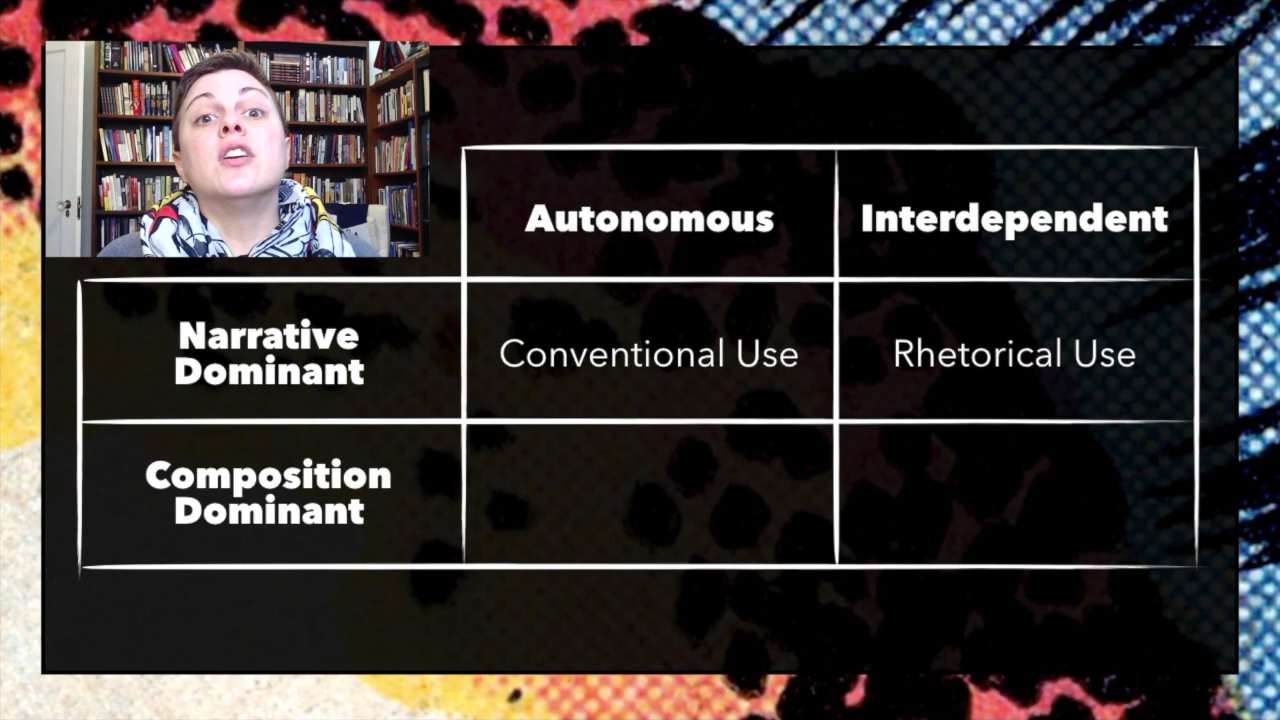 Autonomous
Interdependent
Narrative
Dominant
Conventional Use
Rhetorical Use
Composition
Dominant